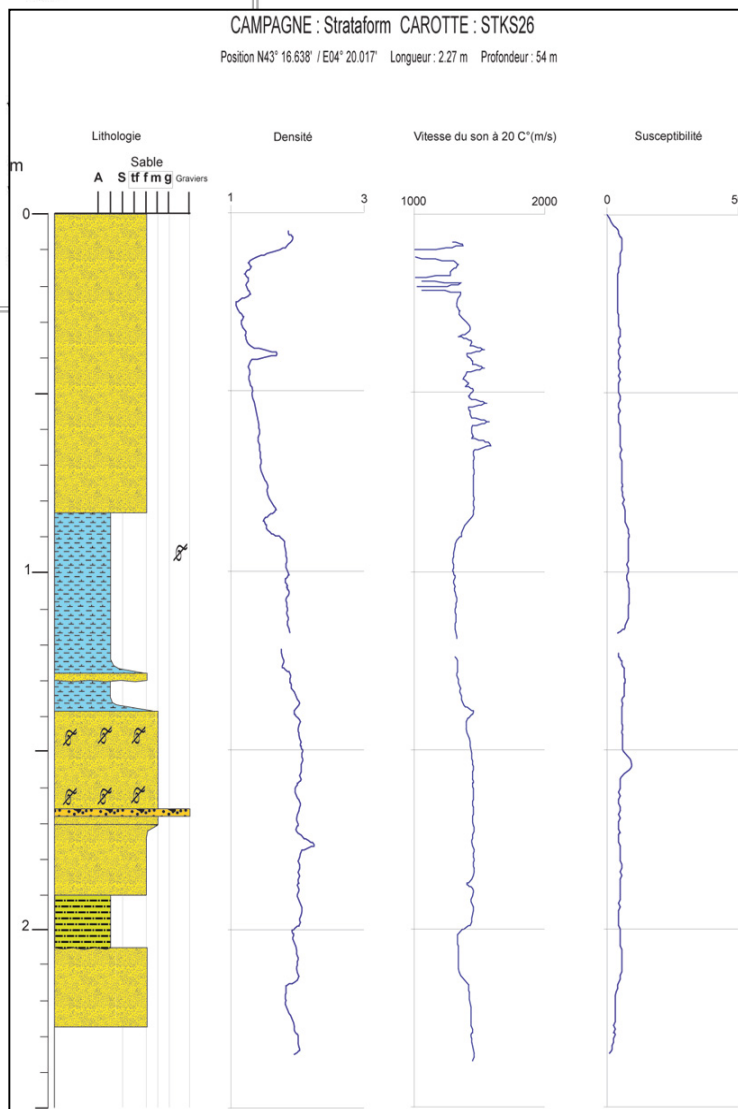 CAMPAGNE : Strataform CAROTTE : STKS26
Position N43° 16.638' / E04° 20.017' Longueur : 2.27 m Profondeur : 54 m
Lithologie Densité Vitesse du son à 20 C°(m/s) Susceptibilité
m
Sable
A S tf f m g Graviers
1 3 1000 2000 0
0
1
2